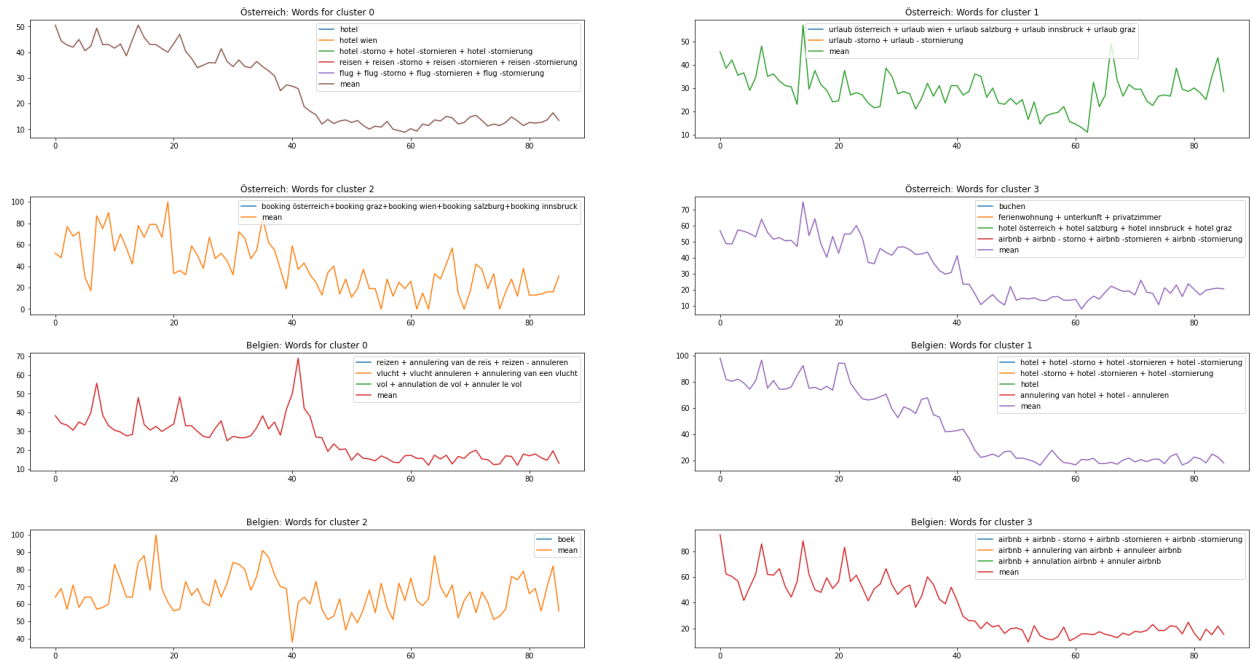 Österreich: Words for cluster 0
50
40
30
20
10
0
20
40
60
80
hotel
hotel wien
hotel -storno + hotel -stornieren + hotel -stornierung
reisen + reisen -storno + reisen -stornieren + reisen -stornierung
flug + flug -storno + flug -stornieren + flug -stornierung
mean
Österreich: Words for cluster 1
50
40
30
20
10
0
20
40
60
80
urlaub österreich + urlaub wien + urlaub salzburg + urlaub innsbruck + urlaub graz
urlaub -storno + urlaub - stornierung
mean
Österreich: Words for cluster 2
100
80
60
40
20
0
0
20
40
60
80
booking österreich+booking graz+booking wien+booking salzburg+booking innsbruck
mean
Österreich: Words for cluster 3
70
60
50
40
30
20
10
0
20
40
60
80
buchen
ferienwohnung + unterkunft + privatzimmer
hotel österreich + hotel salzburg + hotel innsbruck + hotel graz
airbnb + airbnb - storno + airbnb -stornieren + airbnb -stornierung
mean
Belgien: Words for cluster 0
70
60
50
40
30
20
10
0
20
40
60
80
reizen + annulering van de reis + reizen - annuleren
vlucht + vlucht annuleren + annulering van een vlucht
vol + annulation de vol + annuler le vol
mean
Belgien: Words for cluster 1
100
80
60
40
20
0
20
40
60
80
hotel + hotel -storno + hotel -stornieren + hotel -stornierung
hotel -storno + hotel -stornieren + hotel -stornierung
hotel
annulering van hotel + hotel - annuleren
mean
Belgien: Words for cluster 2
100
90
80
70
60
50
40
0
20
40
60
80
boek
mean
Belgien: Words for cluster 3
80
60
40
20
0
20
40
60
80
airbnb + airbnb - storno + airbnb -stornieren + airbnb -stornierung
airbnb + annulering van airbnb + annuleer airbnb
airbnb + annulation airbnb + annuler airbnb
mean